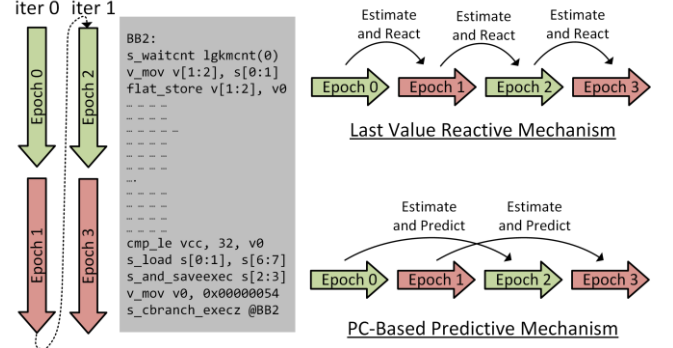 iter 0 iter 1
Epoch 0
Epoch 2
Epoch 1
Epoch 3
BB2:
s_waitcnt lgkmcnt(0)
v_mov v[1:2], s[0:1]
flat_store v[1:2], v0
… … … …
… … … …
… … … … …
… … … …
… … … …
….
… … … …
… … … …
… … … …
… … … …
cmp_le vcc, 32, v0
s_load s[0:1], s[6:7]
s_and_saveexec s[2:3]
v_mov v0, 0x00000054
s_cbranch_execz @BB2
Estimate
and React
Estimate
and React
Estimate
and React
Epoch 0
Epoch 1
Epoch 2
Epoch 3
Last Value Reactive Mechanism
Estimate
and Predict
Estimate
and Predict
Epoch 0
Epoch 1
Epoch 2
Epoch 3
PC-Based Predictive Mechanism